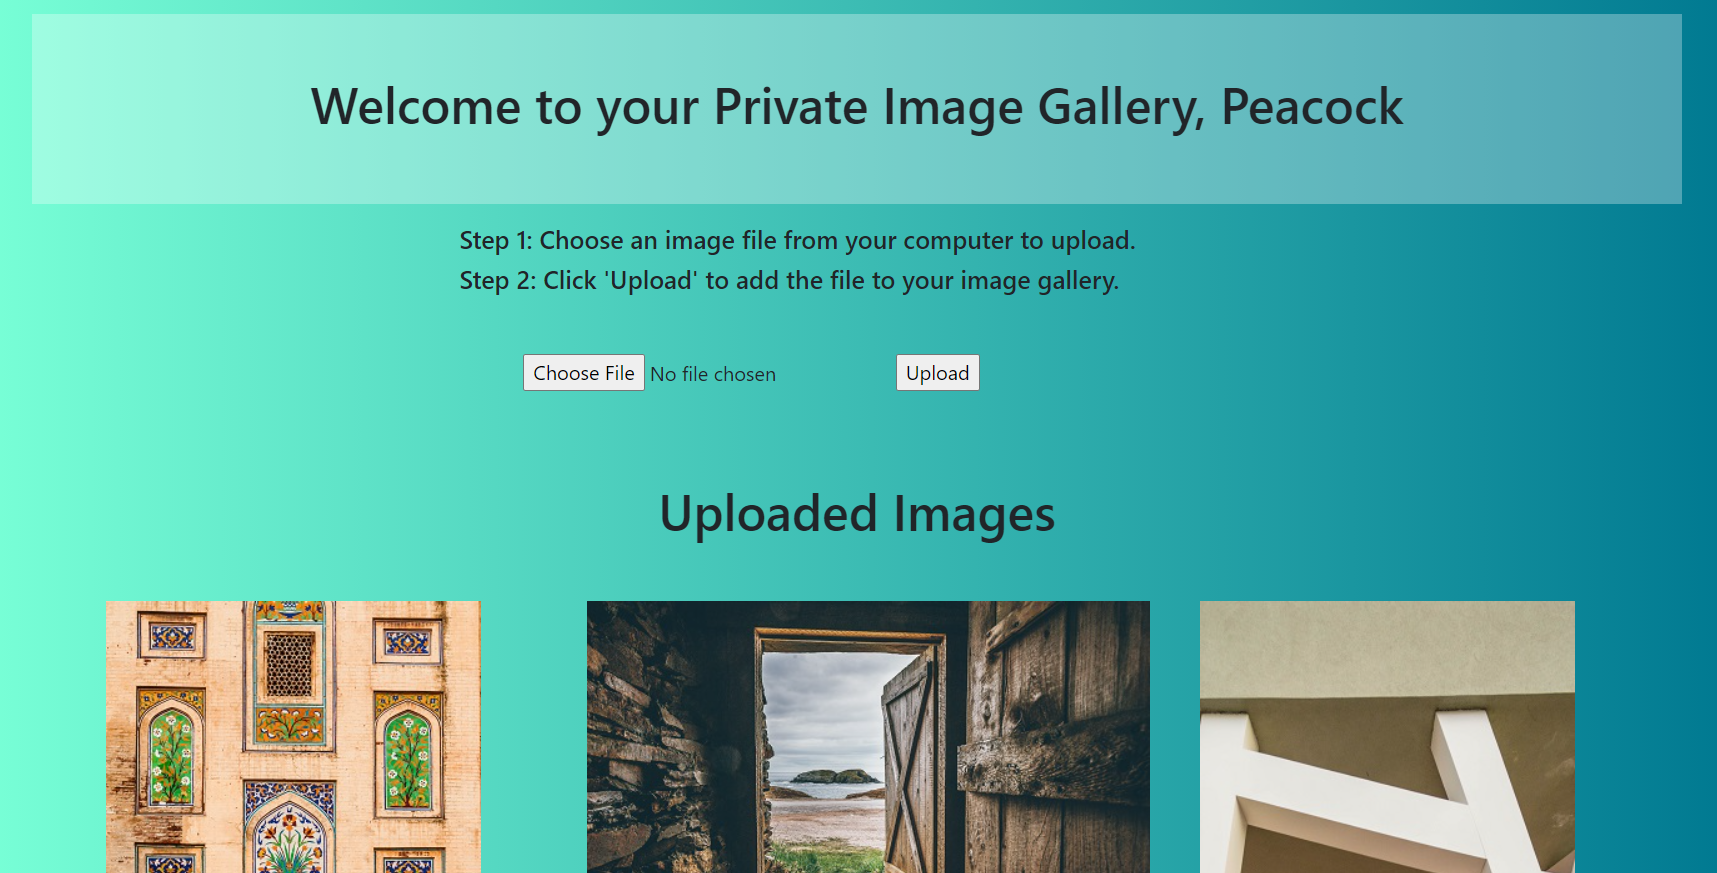 Welcome to your Private Image Gallery, Peacock
Step 1: Choose an image file from your computer to upload.
Step 2: Click 'Upload' to add the file to your image gallery.
Choose File No file chosen Upload
Uploaded Images